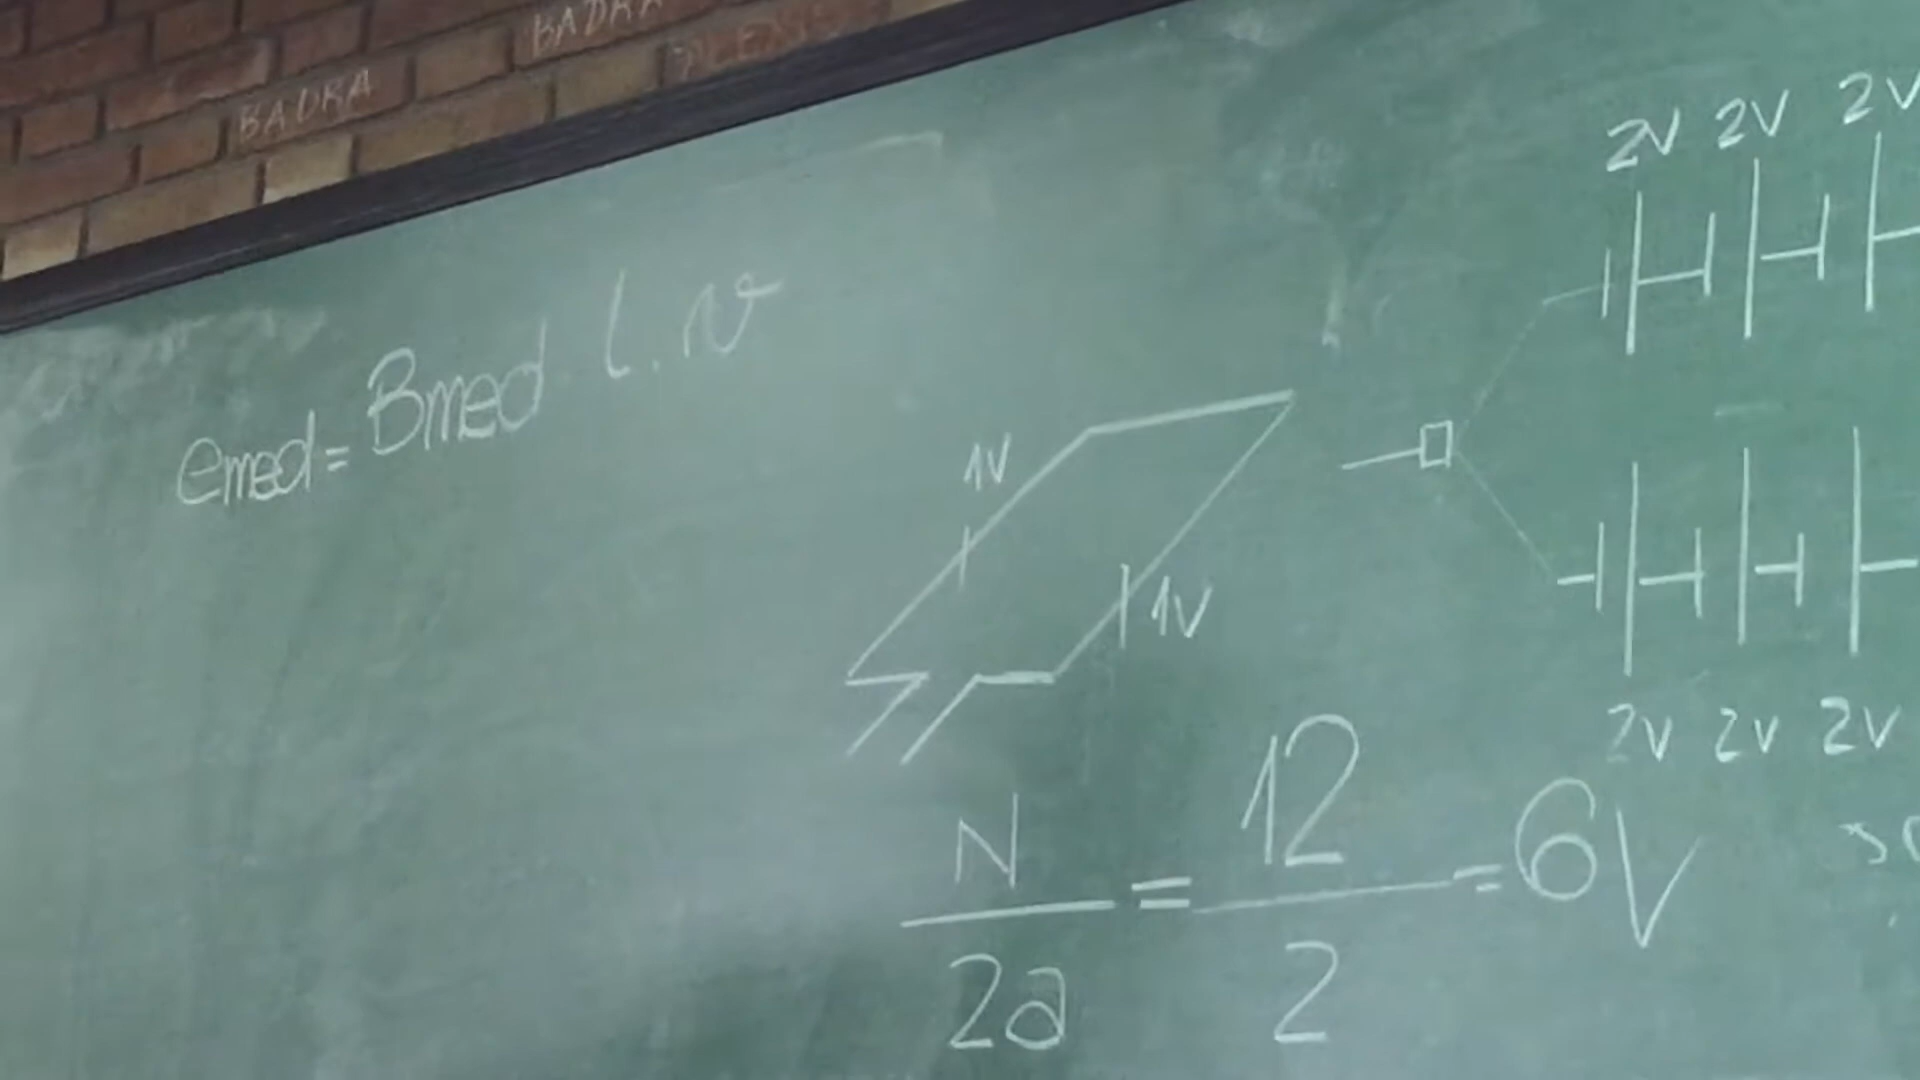 BADRA
BADRA
emed = Bmed l . v
2V 2V 2V
1V
1V
2V 2V 2V
N/2a = 12/2 = 6V